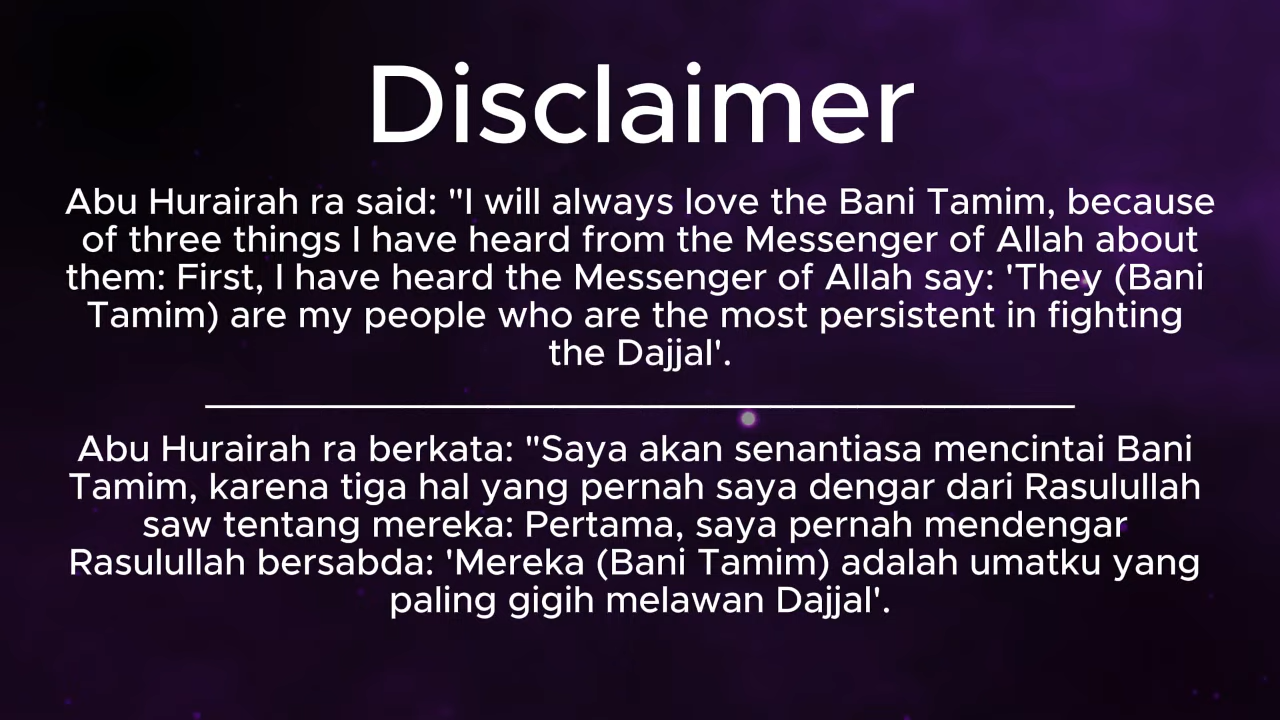 Disclaimer
Abu Hurairah ra said: "I will always love the Bani Tamim, because
of three things I have heard from the Messenger of Allah about
them: First, I have heard the Messenger of Allah say: 'They (Bani
Tamim) are my people who are the most persistent in fighting
the Dajjal'.
Abu Hurairah ra berkata: "Saya akan senantiasa mencintai Bani
Tamim, karena tiga hal yang pernah saya dengar dari Rasulullah
saw tentang mereka: Pertama, saya pernah mendengar
Rasulullah bersabda: 'Mereka (Bani Tamim) adalah umatku yang
paling gigih melawan Dajjal'.